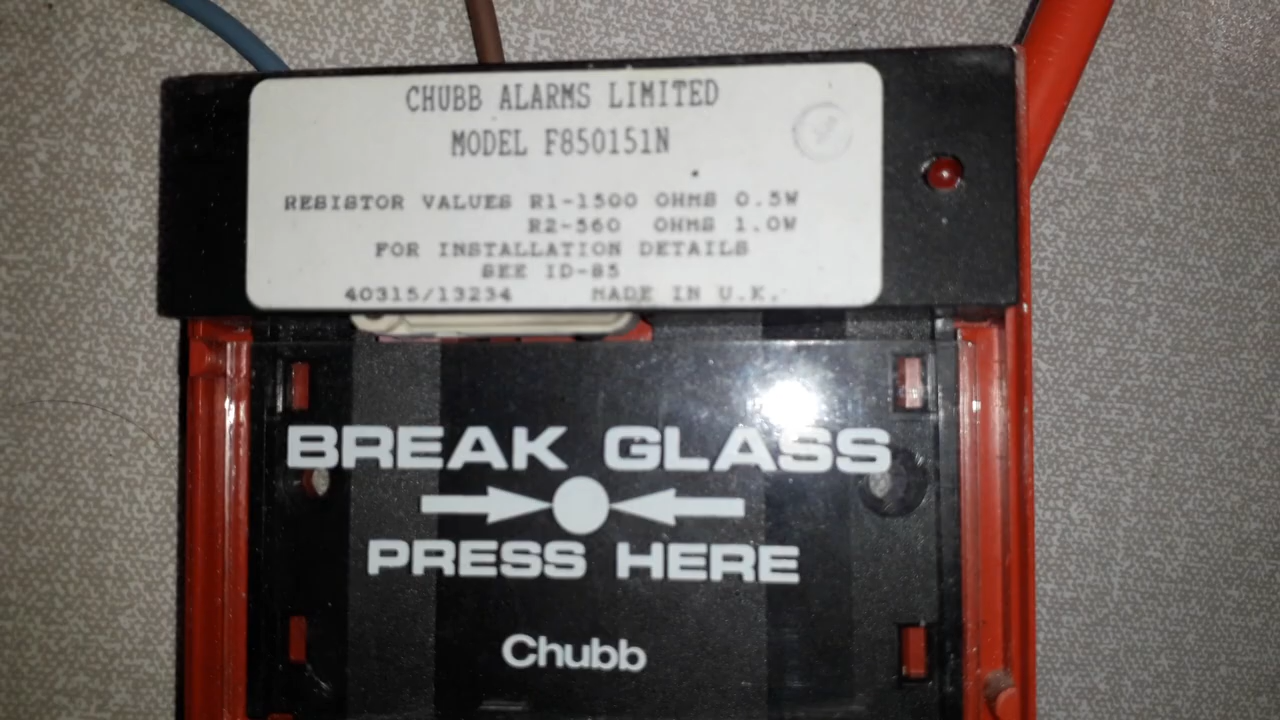 CHUBB ALARMS LIMITED
MODEL F850151N
RESISTOR VALUES R1-1500 OHMS 0.5W
R2-560 OHMS 1.0W
FOR INSTALLATION DETAILS
SEE ID-85
40315/13234 MADE IN U.K.
BREAK GLASS
PRESS HERE
Chubb